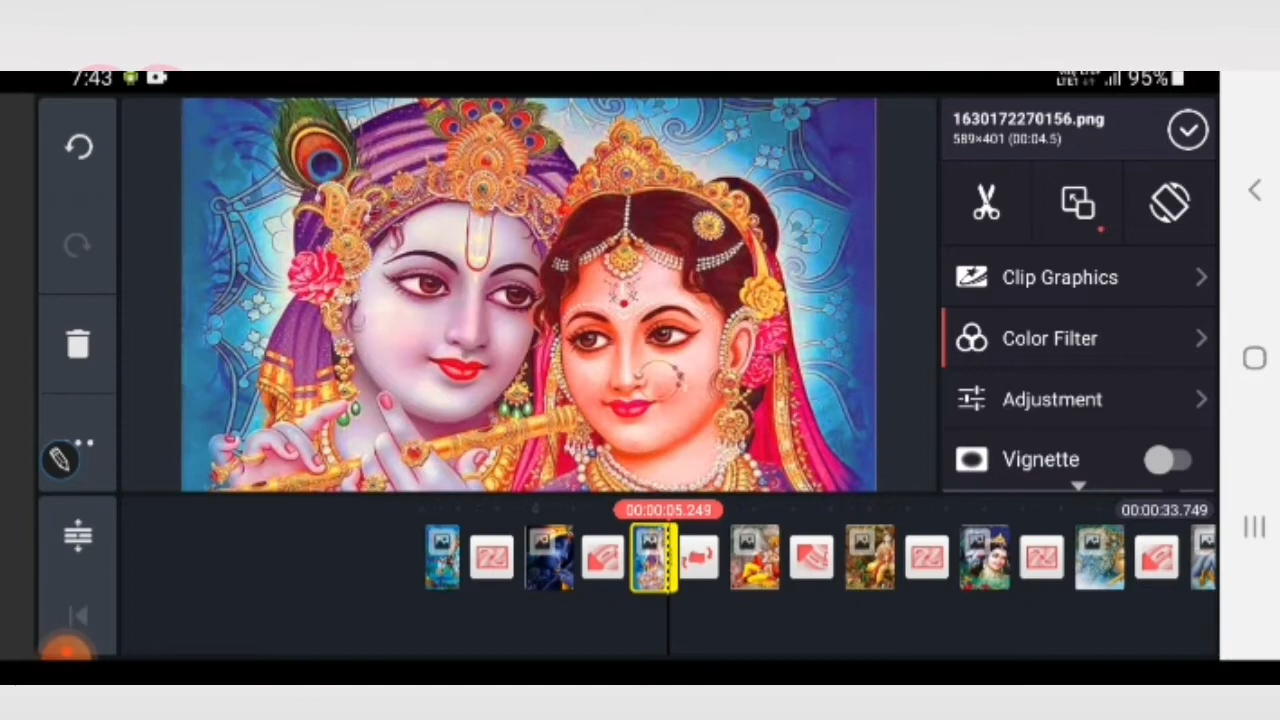 7:43
95%
1630172270156.png
589×401 (00:04.5)
Clip Graphics
Color Filter
Adjustment
Vignette
00:00:05.249
00:00:33.749